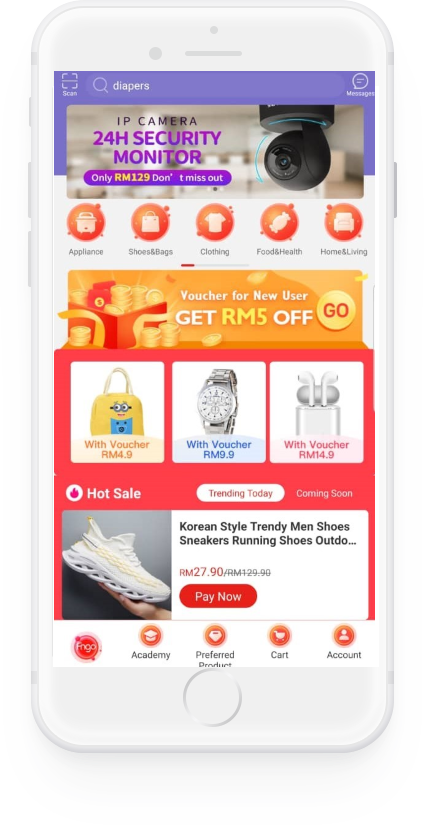 Scan
diapers
Messages
IP CAMERA
24H SECURITY
MONITOR
Only RM129 Don't miss out
Appliance
Shoes&Bags
Clothing
Food&Health
Home&Living
Voucher for New User
GET RM5 OFF
GO
With Voucher
RM4.9
With Voucher
RM9.9
With Voucher
RM14.9
Hot Sale
Trending Today
Coming Soon
Korean Style Trendy Men Shoes
Sneakers Running Shoes Outdo...
RM27.90/RM129.90
Pay Now
Frigo
Academy
Preferred
Product
Cart
Account